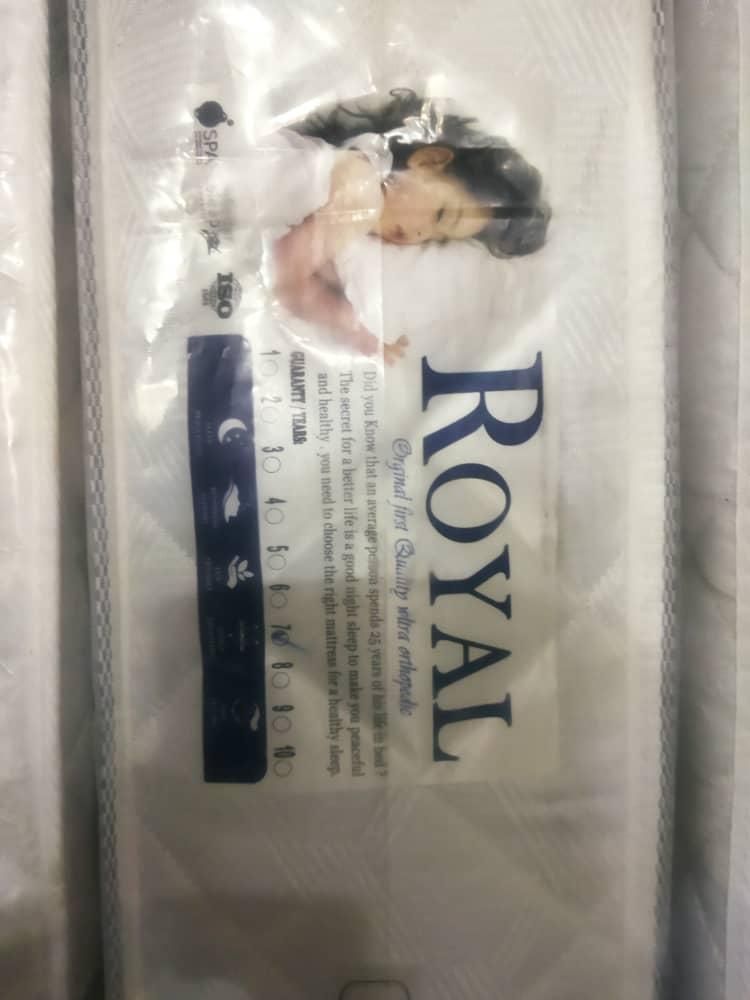 ROYAL
Orginal first Quality ultra orthopedic
Did you Know that an average person spends 25 years of his life in bed ?
The secret for a better life is a good night sleep to make you peaceful
and healthy . you need to choose the right mattress for a healthy sleep.
GUARANTY / YEARS:
1 2 3 4 5 6 7 8 9 10
ISO